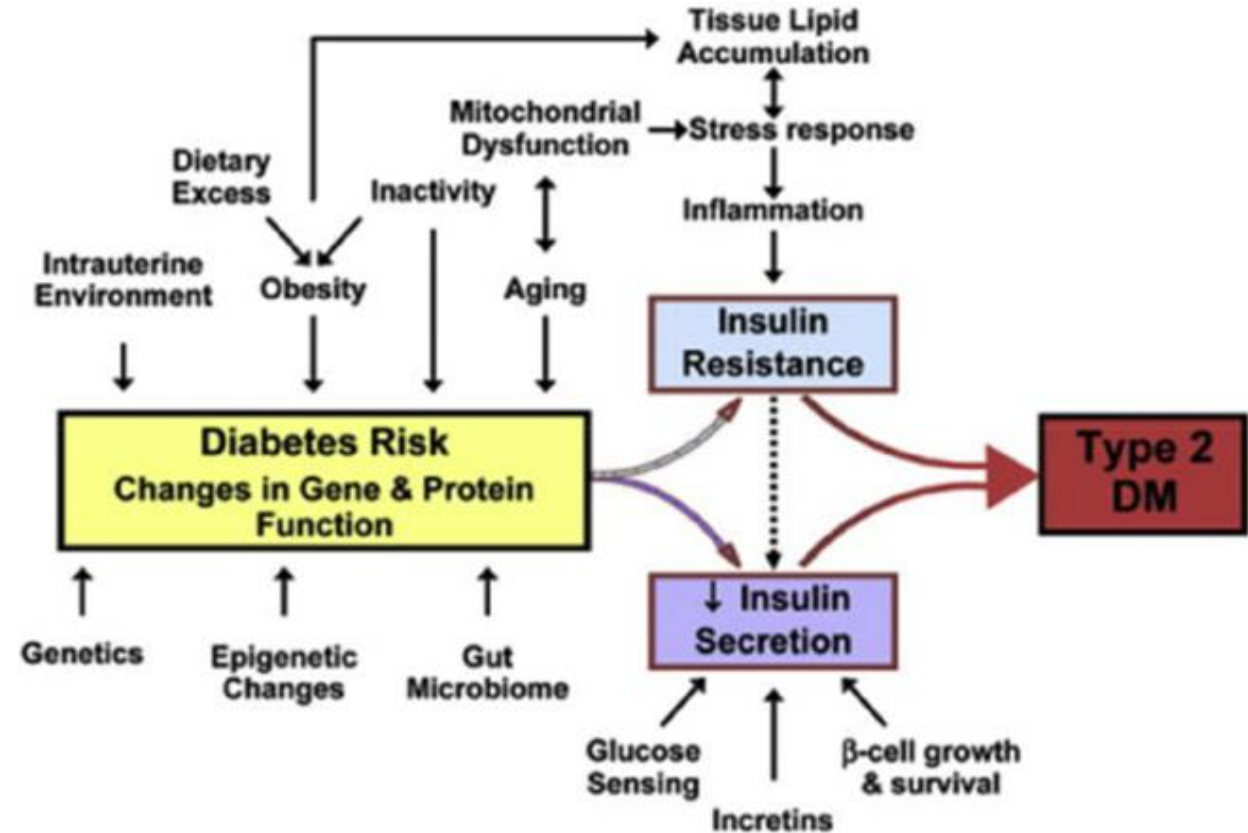 Tissue Lipid
Accumulation
Mitochondrial
Dysfunction
Stress response
Dietary
Excess
Inactivity
Inflammation
Intrauterine
Environment
Obesity
Aging
Insulin
Resistance
Diabetes Risk
Changes in Gene & Protein
Function
Type 2
DM
↓ Insulin
Secretion
Genetics
Epigenetic
Changes
Gut
Microbiome
Glucose
Sensing
β-cell growth
& survival
Incretins